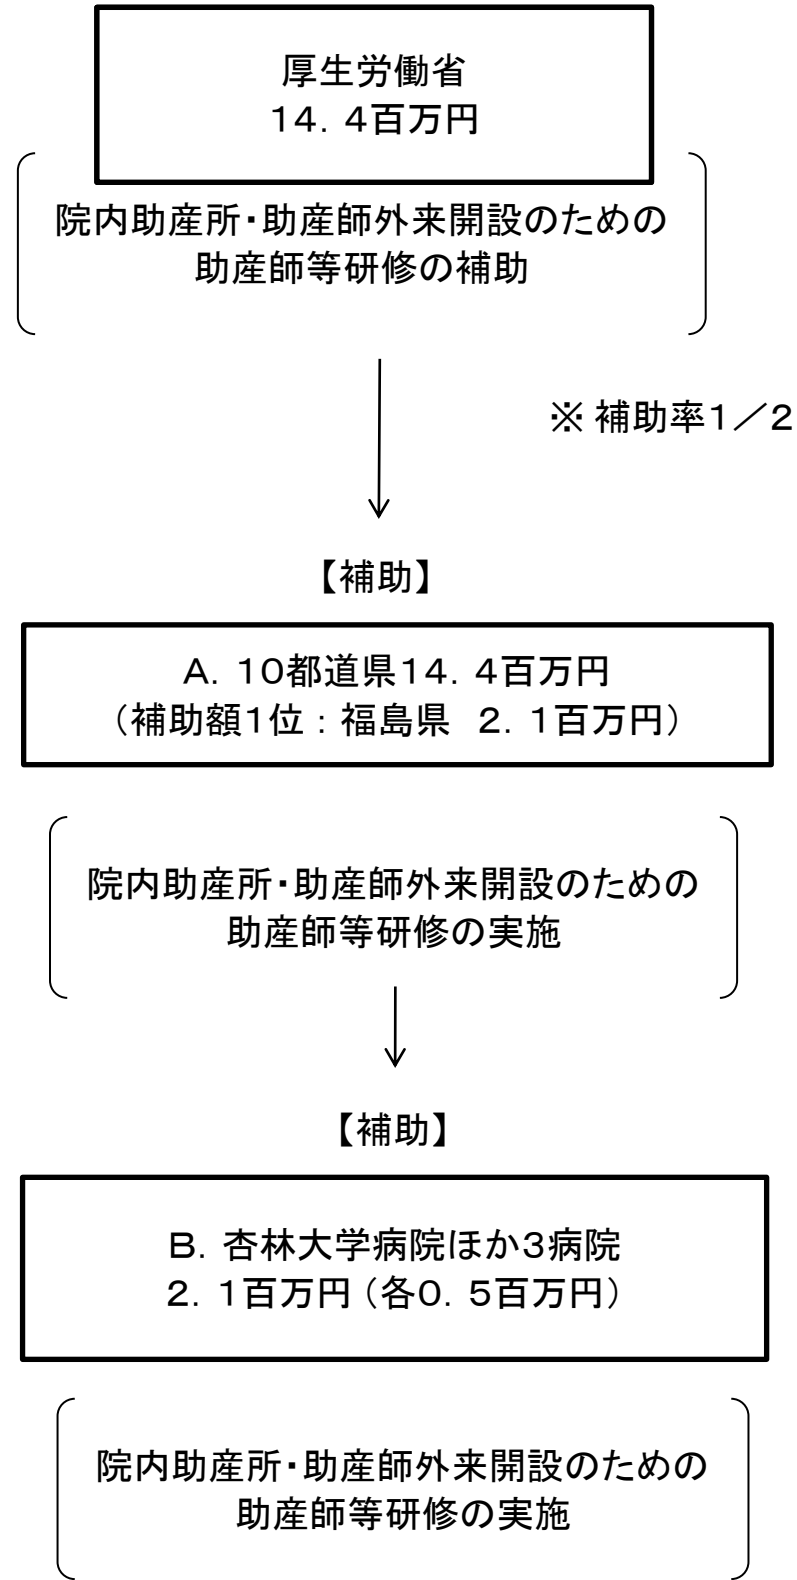 厚生労働省
１４．４百万円
院内助産所・助産師外来開設のための
助産師等研修の補助
※ 補助率１／２
【補助】
Ａ．１０都道県１４．４百万円
（補助額１位：福島県　２．１百万円）
院内助産所・助産師外来開設のための
助産師等研修の実施
【補助】
Ｂ．杏林大学病院ほか３病院
２．１百万円（各０．５百万円）
院内助産所・助産師外来開設のための
助産師等研修の実施